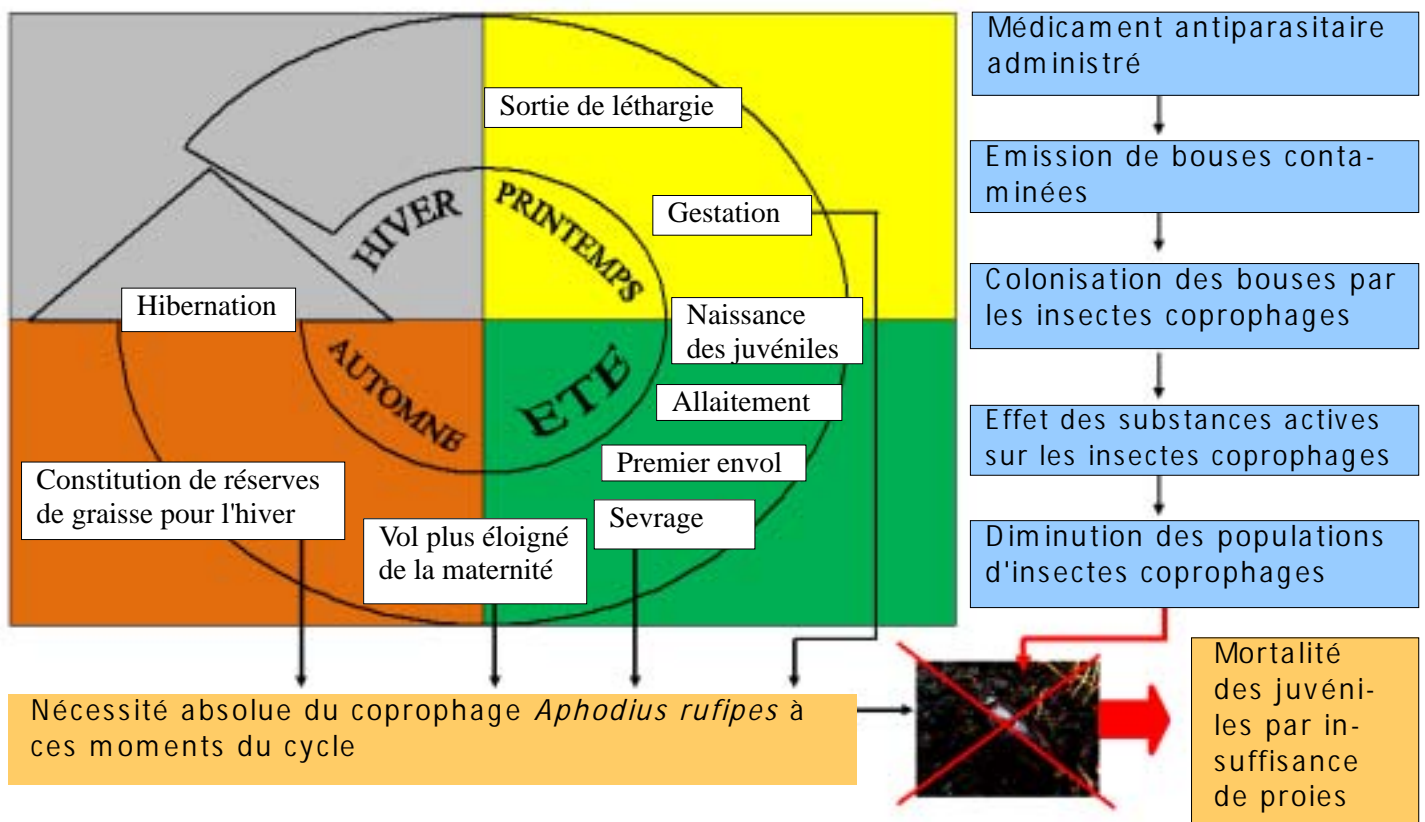 Sortie de léthargie
Gestation
HIVER
PRINTEMPS
Hibernation
Naissance
des juvéniles
AUTOMNE
ETE
Allaitement
Premier envol
Constitution de réserves
de graisse pour l'hiver
Sevrage
Vol plus éloigné
de la maternité
Nécessité absolue du coprophage Aphodius rufipes à
ces moments du cycle
Médicament antiparasitaire
administré
Emission de bouses conta-
minées
Colonisation des bouses par
les insectes coprophages
Effet des substances actives
sur les insectes coprophages
Diminution des populations
d'insectes coprophages
Mortalité
des juvéni-
les par in-
suffisance
de proies